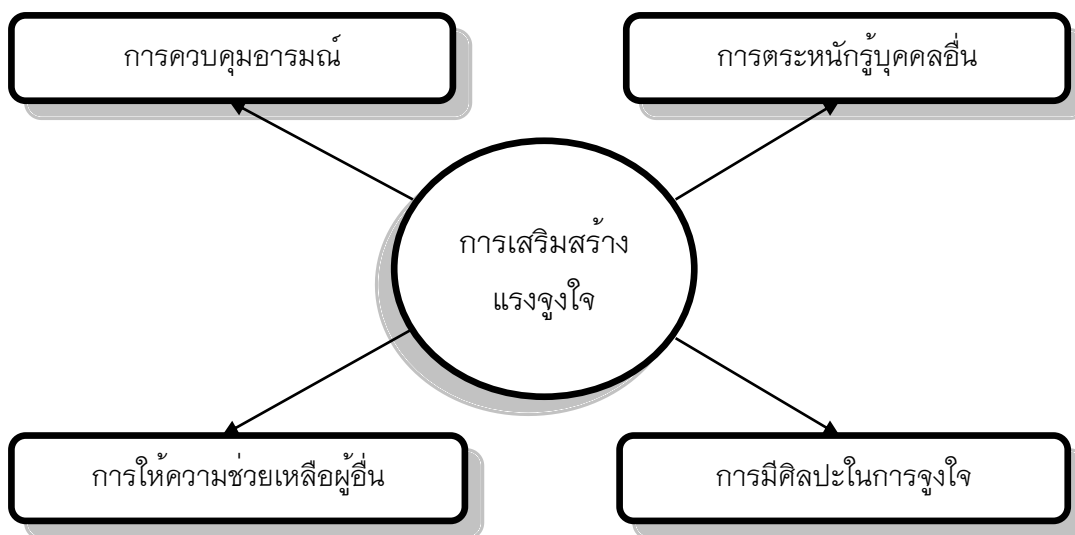 การควบคุมอารมณ์
การตระหนักรู้บุคคลอื่น
การเสริมสร้าง
แรงจูงใจ
การให้ความช่วยเหลือผู้อื่น
การมีศิลปะในการจูงใจ